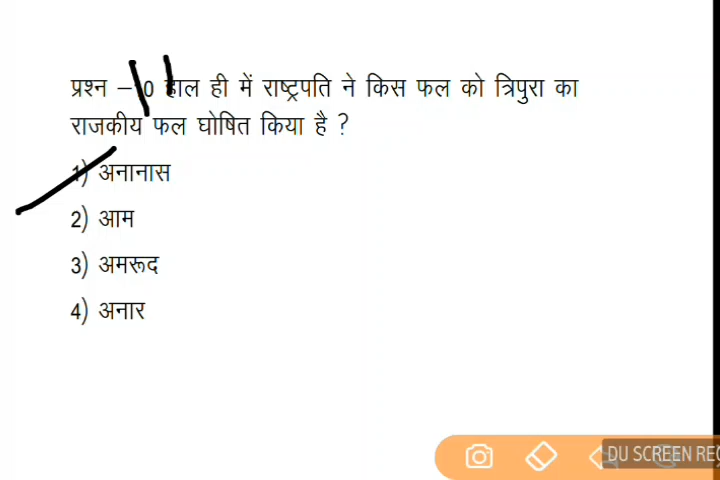 प्रश्न – 10 हाल ही में राष्ट्रपति ने किस फल को त्रिपुरा का
राजकीय फल घोषित किया है ?
1) अनानास
2) आम
3) अमरूद
4) अनार
DU SCREEN REC